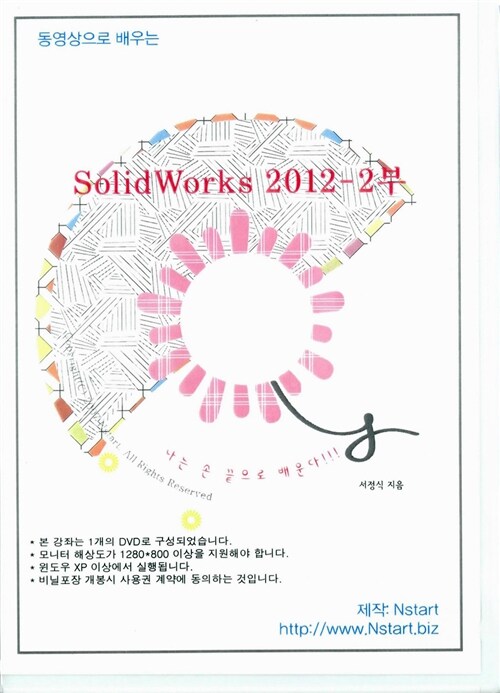 동영상으로 배우는
SolidWorks 2012-2부
start. All Rights Reserved
나는 손 끝으로 배운다!!!
서정식 지음
* 본 강좌는 1개의 DVD로 구성되었습니다.
* 모니터 해상도가 1280*800 이상을 지원해야 합니다.
* 윈도우 XP 이상에서 실행됩니다.
* 비닐포장 개봉시 사용권 계약에 동의하는 것입니다.
제작: Nstart
http://www.Nstart.biz